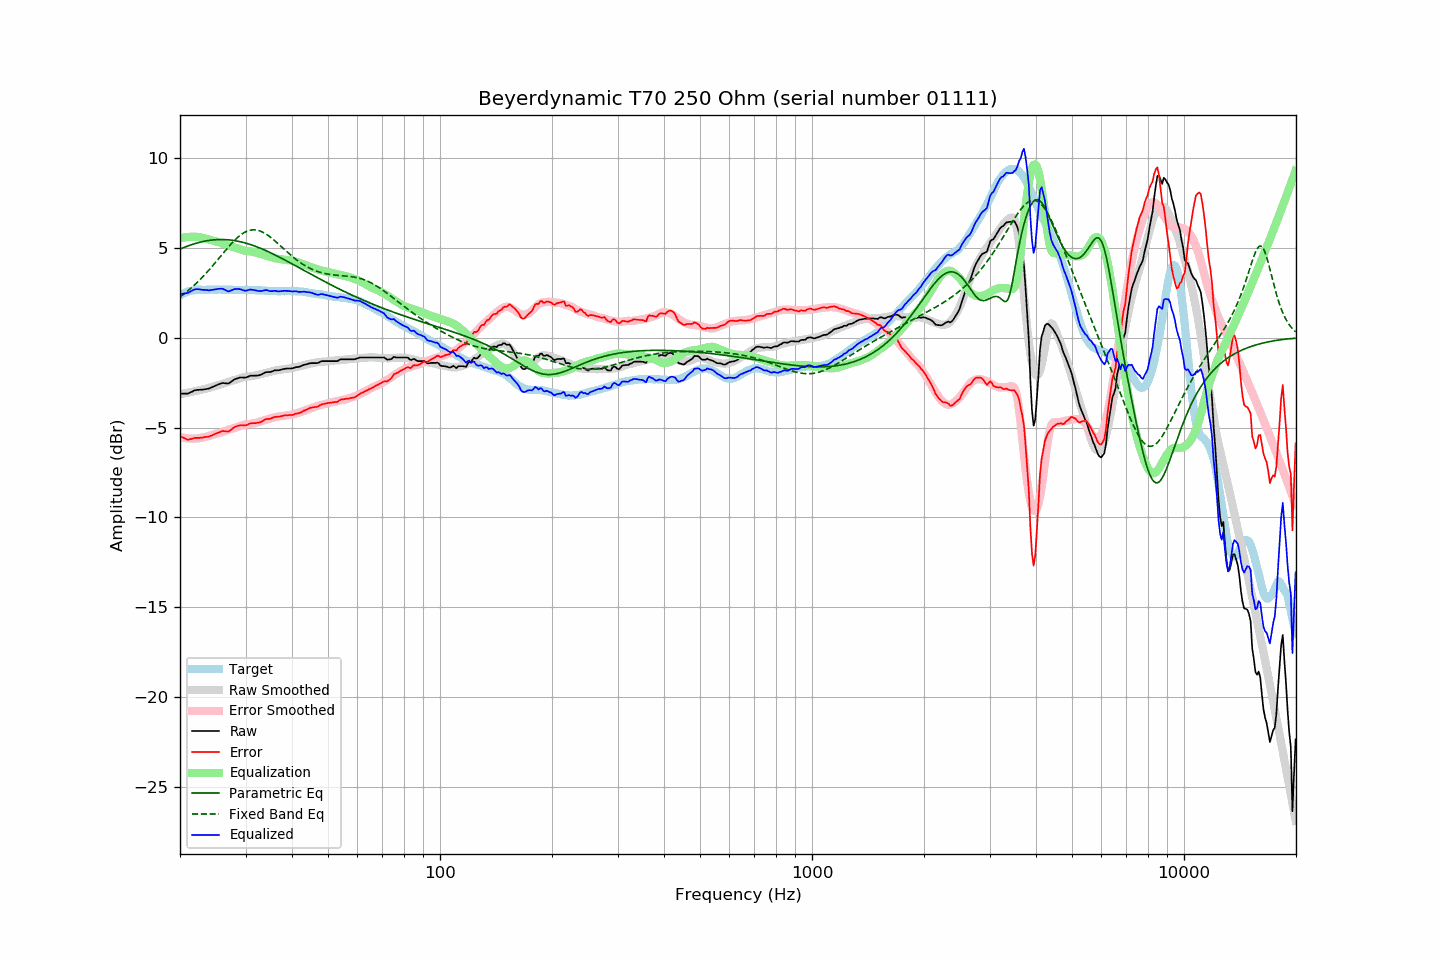 Beyerdynamic T70 250 Ohm (serial number 01111)
10
5
0
−5
−10
−15
−20
−25
Amplitude (dBr)
Target
Raw Smoothed
Error Smoothed
Raw
Error
Equalization
Parametric Eq
Fixed Band Eq
Equalized
100
1000
10000
Frequency (Hz)